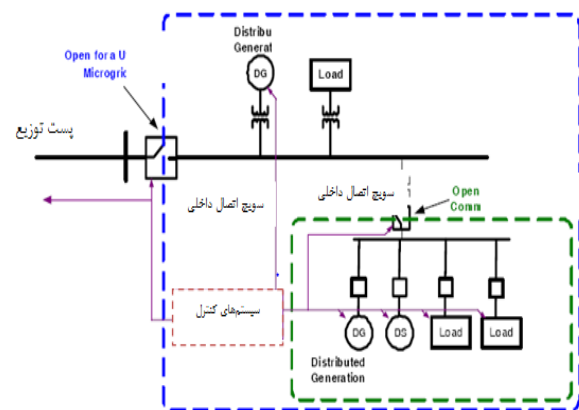 Distribu
Generat
Open for a U
Microgric
DG
Load
پست توزیع
سویچ اتصال داخلی
سویچ اتصال داخلی
Open
Comm
سیستم‌های کنترل
DG
DS
Load
Load
Distributed
Generation